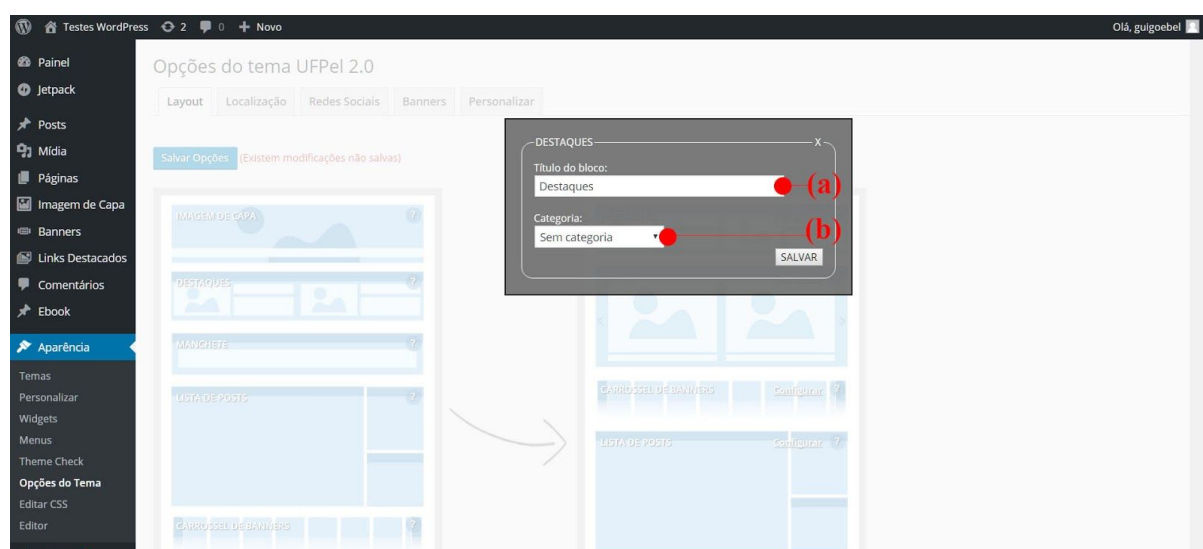 Testes WordPress 2 0 + Novo Olá, guigoebel
Painel
Jetpack
Posts
Mídia
Páginas
Imagem de Capa
Banners
Links Destacados
Comentários
Ebook
Aparência
Temas
Personalizar
Widgets
Menus
Theme Check
Opções do Tema
Editar CSS
Editor
Opções do tema UFPel 2.0
Layout Localização Redes Sociais Banners Personalizar
Salvar Opções (Existem modificações não salvas)
IMAGEM DE CAPA ?
DESTAQUES ?
MANCHETE ?
LISTA DE POSTS ?
CARROSSEL DE BANNERS ?
DESTAQUES X
Título do bloco:
Destaques (a)
Categoria:
Sem categoria (b)
SALVAR
CARROSSEL DE BANNERS Configurar ?
LISTA DE POSTS Configurar ?